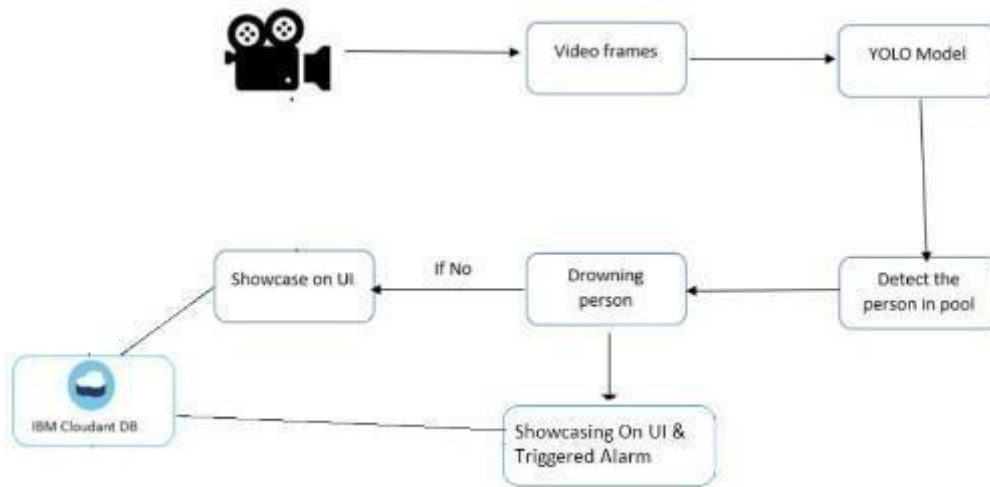 Video frames
YOLO Model
Showcase on UI
If No
Drowning
person
Detect the
person in pool
IBM Cloudant DB
Showcasing On UI &
Triggered Alarm